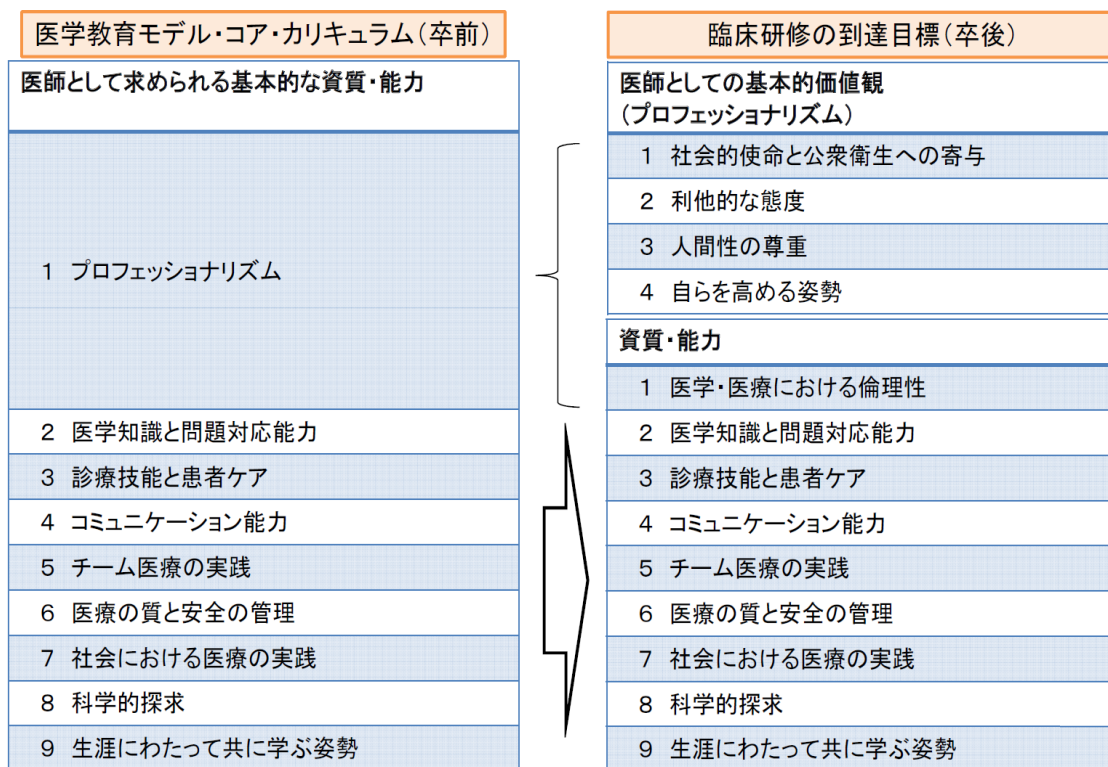 医学教育モデル・コア・カリキュラム(卒前)
医師として求められる基本的な資質・能力
1 プロフェッショナリズム
2 医学知識と問題対応能力
3 診療技能と患者ケア
4 コミュニケーション能力
5 チーム医療の実践
6 医療の質と安全の管理
7 社会における医療の実践
8 科学的探求
9 生涯にわたって共に学ぶ姿勢
臨床研修の到達目標(卒後)
医師としての基本的価値観
(プロフェッショナリズム)
1 社会的使命と公衆衛生への寄与
2 利他的な態度
3 人間性の尊重
4 自らを高める姿勢
資質・能力
1 医学・医療における倫理性
2 医学知識と問題対応能力
3 診療技能と患者ケア
4 コミュニケーション能力
5 チーム医療の実践
6 医療の質と安全の管理
7 社会における医療の実践
8 科学的探求
9 生涯にわたって共に学ぶ姿勢